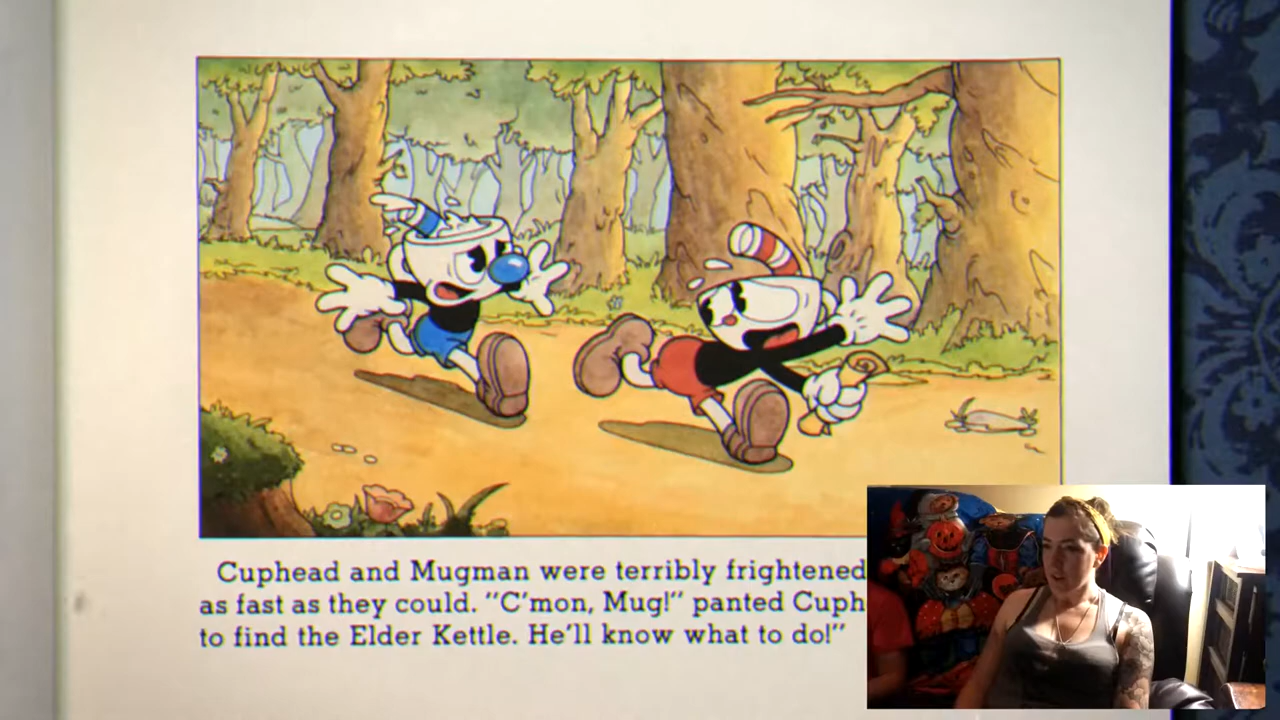 Cuphead and Mugman were terribly frightened
as fast as they could. "C'mon, Mug!" panted
to find the Elder Kettle. He'll know what to do!"